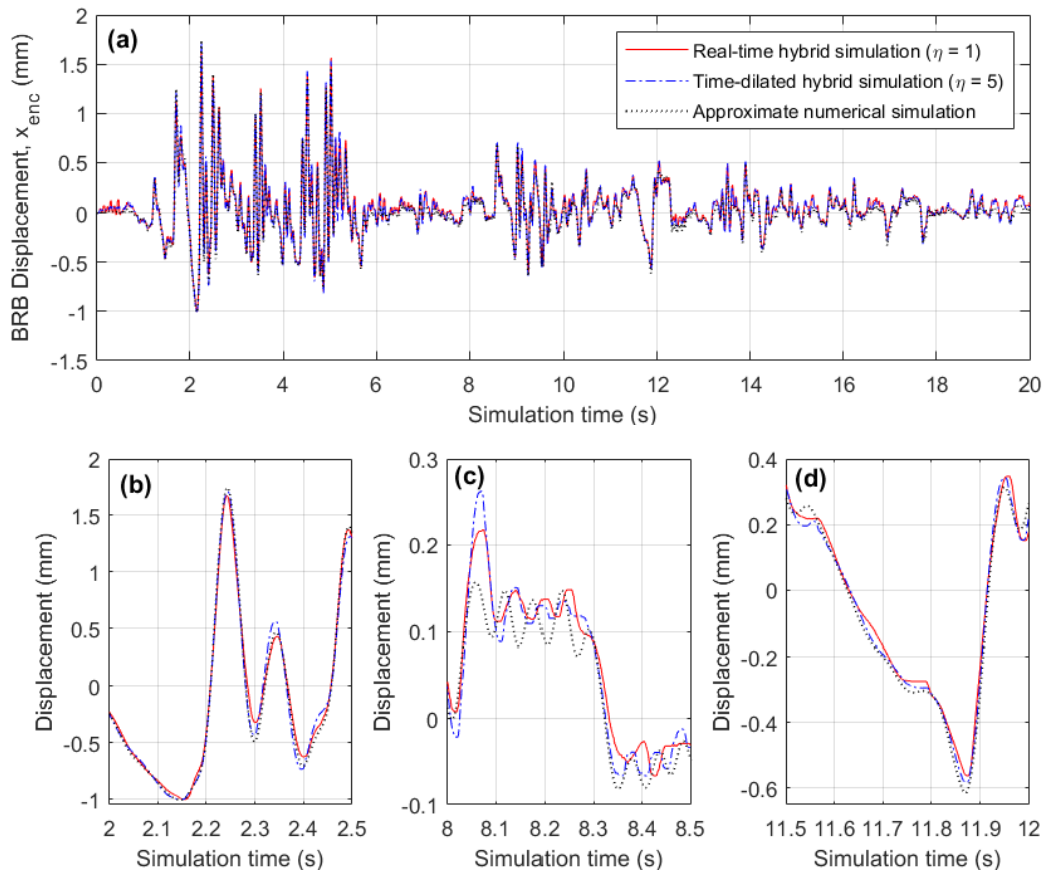 (a)
Real-time hybrid simulation (η = 1)
Time-dilated hybrid simulation (η = 5)
Approximate numerical simulation
BRB Displacement, x_enc (mm)
2
1.5
1
0.5
0
-0.5
-1
-1.5
0 2 4 6 8 10 12 14 16 18 20
Simulation time (s)
(b)
Displacement (mm)
2
1.5
1
0.5
0
-0.5
-1
2 2.1 2.2 2.3 2.4 2.5
Simulation time (s)
(c)
Displacement (mm)
0.3
0.2
0.1
0
-0.1
8 8.1 8.2 8.3 8.4 8.5
Simulation time (s)
(d)
Displacement (mm)
0.4
0.2
0
-0.2
-0.4
-0.6
11.5 11.6 11.7 11.8 11.9 12
Simulation time (s)